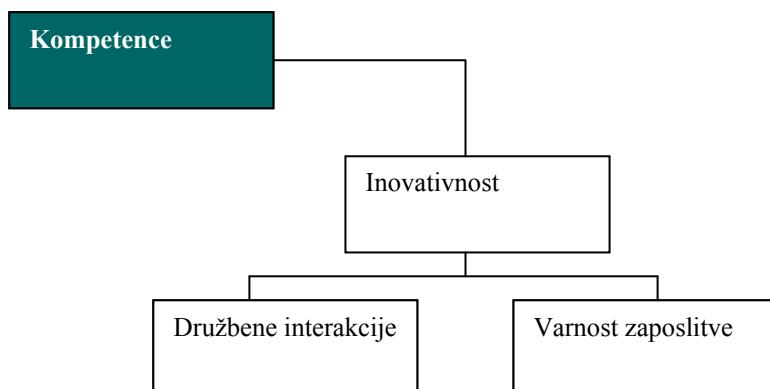 Kompetence
Inovativnost
Družbene interakcije
Varnost zaposlitve